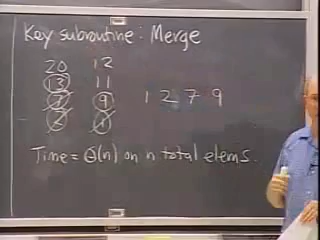 Key subroutine: Merge
20 12
13 11
7 9 1 2 7 9
2 1
Time = Θ(n) on n total elems.